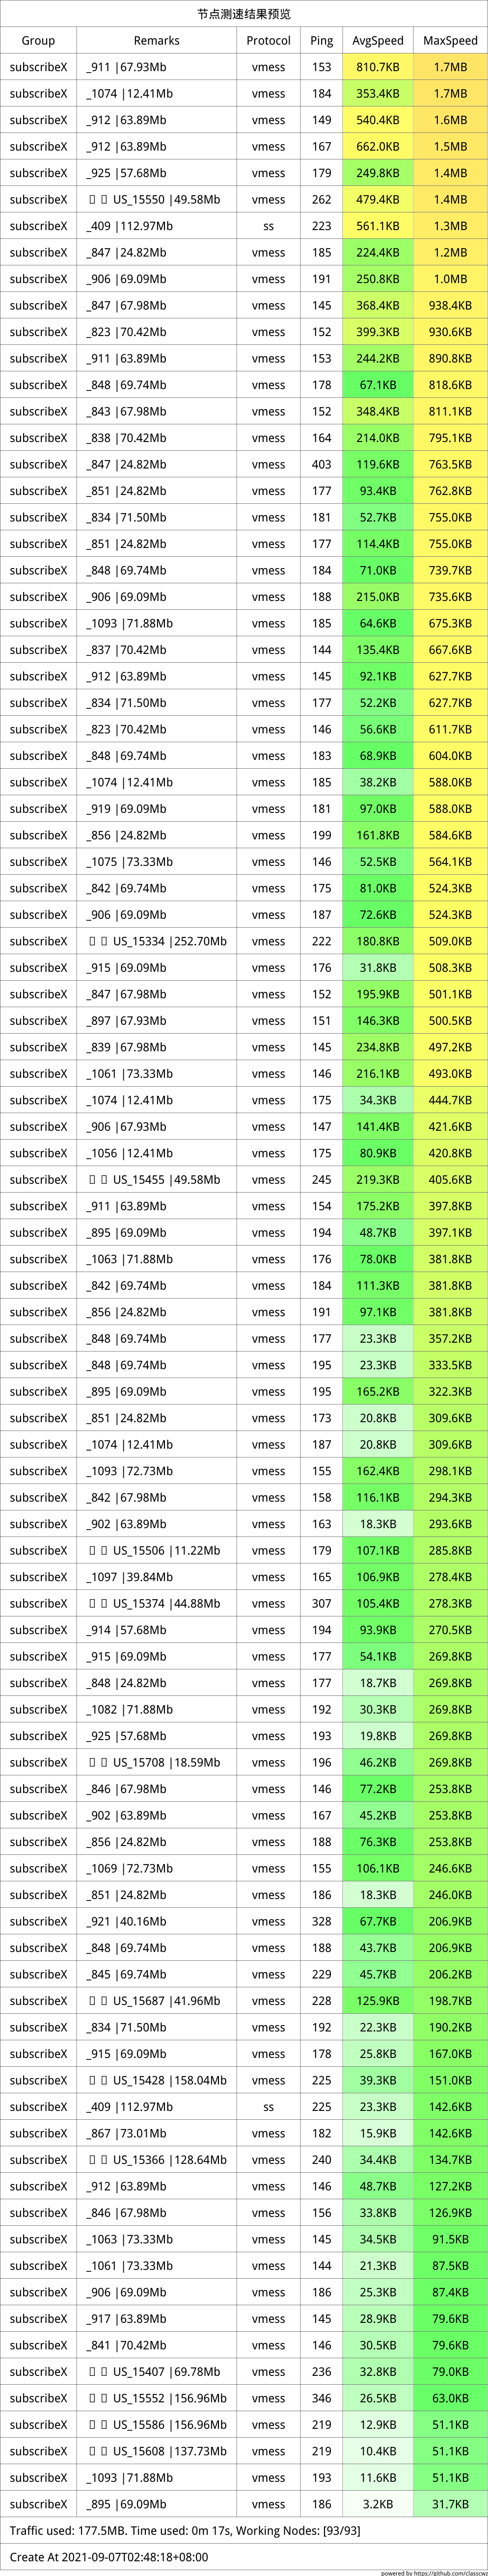 节点测速结果预览
Group Remarks Protocol Ping AvgSpeed MaxSpeed
subscribeX _911 |67.93Mb vmess 153 810.7KB 1.7MB
subscribeX _1074 |12.41Mb vmess 184 353.4KB 1.7MB
subscribeX _912 |63.89Mb vmess 149 540.4KB 1.6MB
subscribeX _912 |63.89Mb vmess 167 662.0KB 1.5MB
subscribeX _925 |57.68Mb vmess 179 249.8KB 1.4MB
subscribeX US_15550 |49.58Mb vmess 262 479.4KB 1.4MB
subscribeX _409 |112.97Mb ss 223 561.1KB 1.3MB
subscribeX _847 |24.82Mb vmess 185 224.4KB 1.2MB
subscribeX _906 |69.09Mb vmess 191 250.8KB 1.0MB
subscribeX _847 |67.98Mb vmess 145 368.4KB 938.4KB
subscribeX _823 |70.42Mb vmess 152 399.3KB 930.6KB
subscribeX _911 |63.89Mb vmess 153 244.2KB 890.8KB
subscribeX _848 |69.74Mb vmess 178 67.1KB 818.6KB
subscribeX _843 |67.98Mb vmess 152 348.4KB 811.1KB
subscribeX _838 |70.42Mb vmess 164 214.0KB 795.1KB
subscribeX _847 |24.82Mb vmess 403 119.6KB 763.5KB
subscribeX _851 |24.82Mb vmess 177 93.4KB 762.8KB
subscribeX _834 |71.50Mb vmess 181 52.7KB 755.0KB
subscribeX _851 |24.82Mb vmess 177 114.4KB 755.0KB
subscribeX _848 |69.74Mb vmess 184 71.0KB 739.7KB
subscribeX _906 |69.09Mb vmess 188 215.0KB 735.6KB
subscribeX _1093 |71.88Mb vmess 185 64.6KB 675.3KB
subscribeX _837 |70.42Mb vmess 144 135.4KB 667.6KB
subscribeX _912 |63.89Mb vmess 145 92.1KB 627.7KB
subscribeX _834 |71.50Mb vmess 177 52.2KB 627.7KB
subscribeX _823 |70.42Mb vmess 146 56.6KB 611.7KB
subscribeX _848 |69.74Mb vmess 183 68.9KB 604.0KB
subscribeX _1074 |12.41Mb vmess 185 38.2KB 588.0KB
subscribeX _919 |69.09Mb vmess 181 97.0KB 588.0KB
subscribeX _856 |24.82Mb vmess 199 161.8KB 584.6KB
subscribeX _1075 |73.33Mb vmess 146 52.5KB 564.1KB
subscribeX _842 |69.74Mb vmess 175 81.0KB 524.3KB
subscribeX _906 |69.09Mb vmess 187 72.6KB 524.3KB
subscribeX US_15334 |252.70Mb vmess 222 180.8KB 509.0KB
subscribeX _915 |69.09Mb vmess 176 31.8KB 508.3KB
subscribeX _847 |67.98Mb vmess 152 195.9KB 501.1KB
subscribeX _897 |67.93Mb vmess 151 146.3KB 500.5KB
subscribeX _839 |67.98Mb vmess 145 234.8KB 497.2KB
subscribeX _1061 |73.33Mb vmess 146 216.1KB 493.0KB
subscribeX _1074 |12.41Mb vmess 175 34.3KB 444.7KB
subscribeX _906 |67.93Mb vmess 147 141.4KB 421.6KB
subscribeX _1056 |12.41Mb vmess 175 80.9KB 420.8KB
subscribeX US_15455 |49.58Mb vmess 245 219.3KB 405.6KB
subscribeX _911 |63.89Mb vmess 154 175.2KB 397.8KB
subscribeX _895 |69.09Mb vmess 194 48.7KB 397.1KB
subscribeX _1063 |71.88Mb vmess 176 78.0KB 381.8KB
subscribeX _842 |69.74Mb vmess 184 111.3KB 381.8KB
subscribeX _856 |24.82Mb vmess 191 97.1KB 381.8KB
subscribeX _848 |69.74Mb vmess 177 23.3KB 357.2KB
subscribeX _848 |69.74Mb vmess 195 23.3KB 333.5KB
subscribeX _895 |69.09Mb vmess 195 165.2KB 322.3KB
subscribeX _851 |24.82Mb vmess 173 20.8KB 309.6KB
subscribeX _1074 |12.41Mb vmess 187 20.8KB 309.6KB
subscribeX _1093 |72.73Mb vmess 155 162.4KB 298.1KB
subscribeX _842 |67.98Mb vmess 158 116.1KB 294.3KB
subscribeX _902 |63.89Mb vmess 163 18.3KB 293.6KB
subscribeX US_15506 |11.22Mb vmess 179 107.1KB 285.8KB
subscribeX _1097 |39.84Mb vmess 165 106.9KB 278.4KB
subscribeX US_15374 |44.88Mb vmess 307 105.4KB 278.3KB
subscribeX _914 |57.68Mb vmess 194 93.9KB 270.5KB
subscribeX _915 |69.09Mb vmess 177 54.1KB 269.8KB
subscribeX _848 |24.82Mb vmess 177 18.7KB 269.8KB
subscribeX _1082 |71.88Mb vmess 192 30.3KB 269.8KB
subscribeX _925 |57.68Mb vmess 193 19.8KB 269.8KB
subscribeX US_15708 |18.59Mb vmess 196 46.2KB 269.8KB
subscribeX _846 |67.98Mb vmess 146 77.2KB 253.8KB
subscribeX _902 |63.89Mb vmess 167 45.2KB 253.8KB
subscribeX _856 |24.82Mb vmess 188 76.3KB 253.8KB
subscribeX _1069 |72.73Mb vmess 155 106.1KB 246.6KB
subscribeX _851 |24.82Mb vmess 186 18.3KB 246.0KB
subscribeX _921 |40.16Mb vmess 328 67.7KB 206.9KB
subscribeX _848 |69.74Mb vmess 188 43.7KB 206.9KB
subscribeX _845 |69.74Mb vmess 229 45.7KB 206.2KB
subscribeX US_15687 |41.96Mb vmess 228 125.9KB 198.7KB
subscribeX _834 |71.50Mb vmess 192 22.3KB 190.2KB
subscribeX _915 |69.09Mb vmess 178 25.8KB 167.0KB
subscribeX US_15428 |158.04Mb vmess 225 39.3KB 151.0KB
subscribeX _409 |112.97Mb ss 225 23.3KB 142.6KB
subscribeX _867 |73.01Mb vmess 182 15.9KB 142.6KB
subscribeX US_15366 |128.64Mb vmess 240 34.4KB 134.7KB
subscribeX _912 |63.89Mb vmess 146 48.7KB 127.2KB
subscribeX _846 |67.98Mb vmess 156 33.8KB 126.9KB
subscribeX _1063 |73.33Mb vmess 145 34.5KB 91.5KB
subscribeX _1061 |73.33Mb vmess 144 21.3KB 87.5KB
subscribeX _906 |69.09Mb vmess 186 25.3KB 87.4KB
subscribeX _917 |63.89Mb vmess 145 28.9KB 79.6KB
subscribeX _841 |70.42Mb vmess 146 30.5KB 79.6KB
subscribeX US_15407 |69.78Mb vmess 236 32.8KB 79.0KB
subscribeX US_15552 |156.96Mb vmess 346 26.5KB 63.0KB
subscribeX US_15586 |156.96Mb vmess 219 12.9KB 51.1KB
subscribeX US_15608 |137.73Mb vmess 219 10.4KB 51.1KB
subscribeX _1093 |71.88Mb vmess 193 11.6KB 51.1KB
subscribeX _895 |69.09Mb vmess 186 3.2KB 31.7KB
Traffic used: 177.5MB. Time used: 0m 17s, Working Nodes: [93/93]
Create At 2021-09-07T02:48:18+08:00